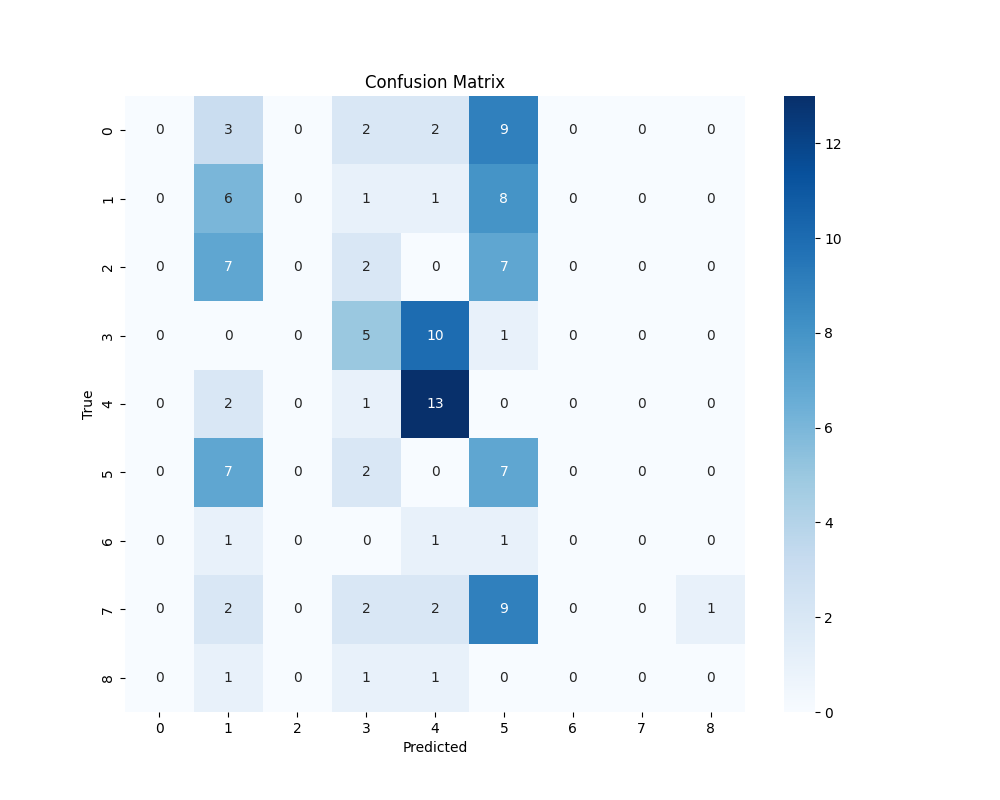 Confusion Matrix
0 0 3 0 2 2 9 0 0 0
1 0 6 0 1 1 8 0 0 0
2 0 7 0 2 0 7 0 0 0
3 0 0 0 5 10 1 0 0 0
4 0 2 0 1 13 0 0 0 0
5 0 7 0 2 0 7 0 0 0
6 0 1 0 0 1 1 0 0 0
7 0 2 0 2 2 9 0 0 1
8 0 1 0 1 1 0 0 0 0
0 1 2 3 4 5 6 7 8
Predicted
True
12
10
8
6
4
2
0